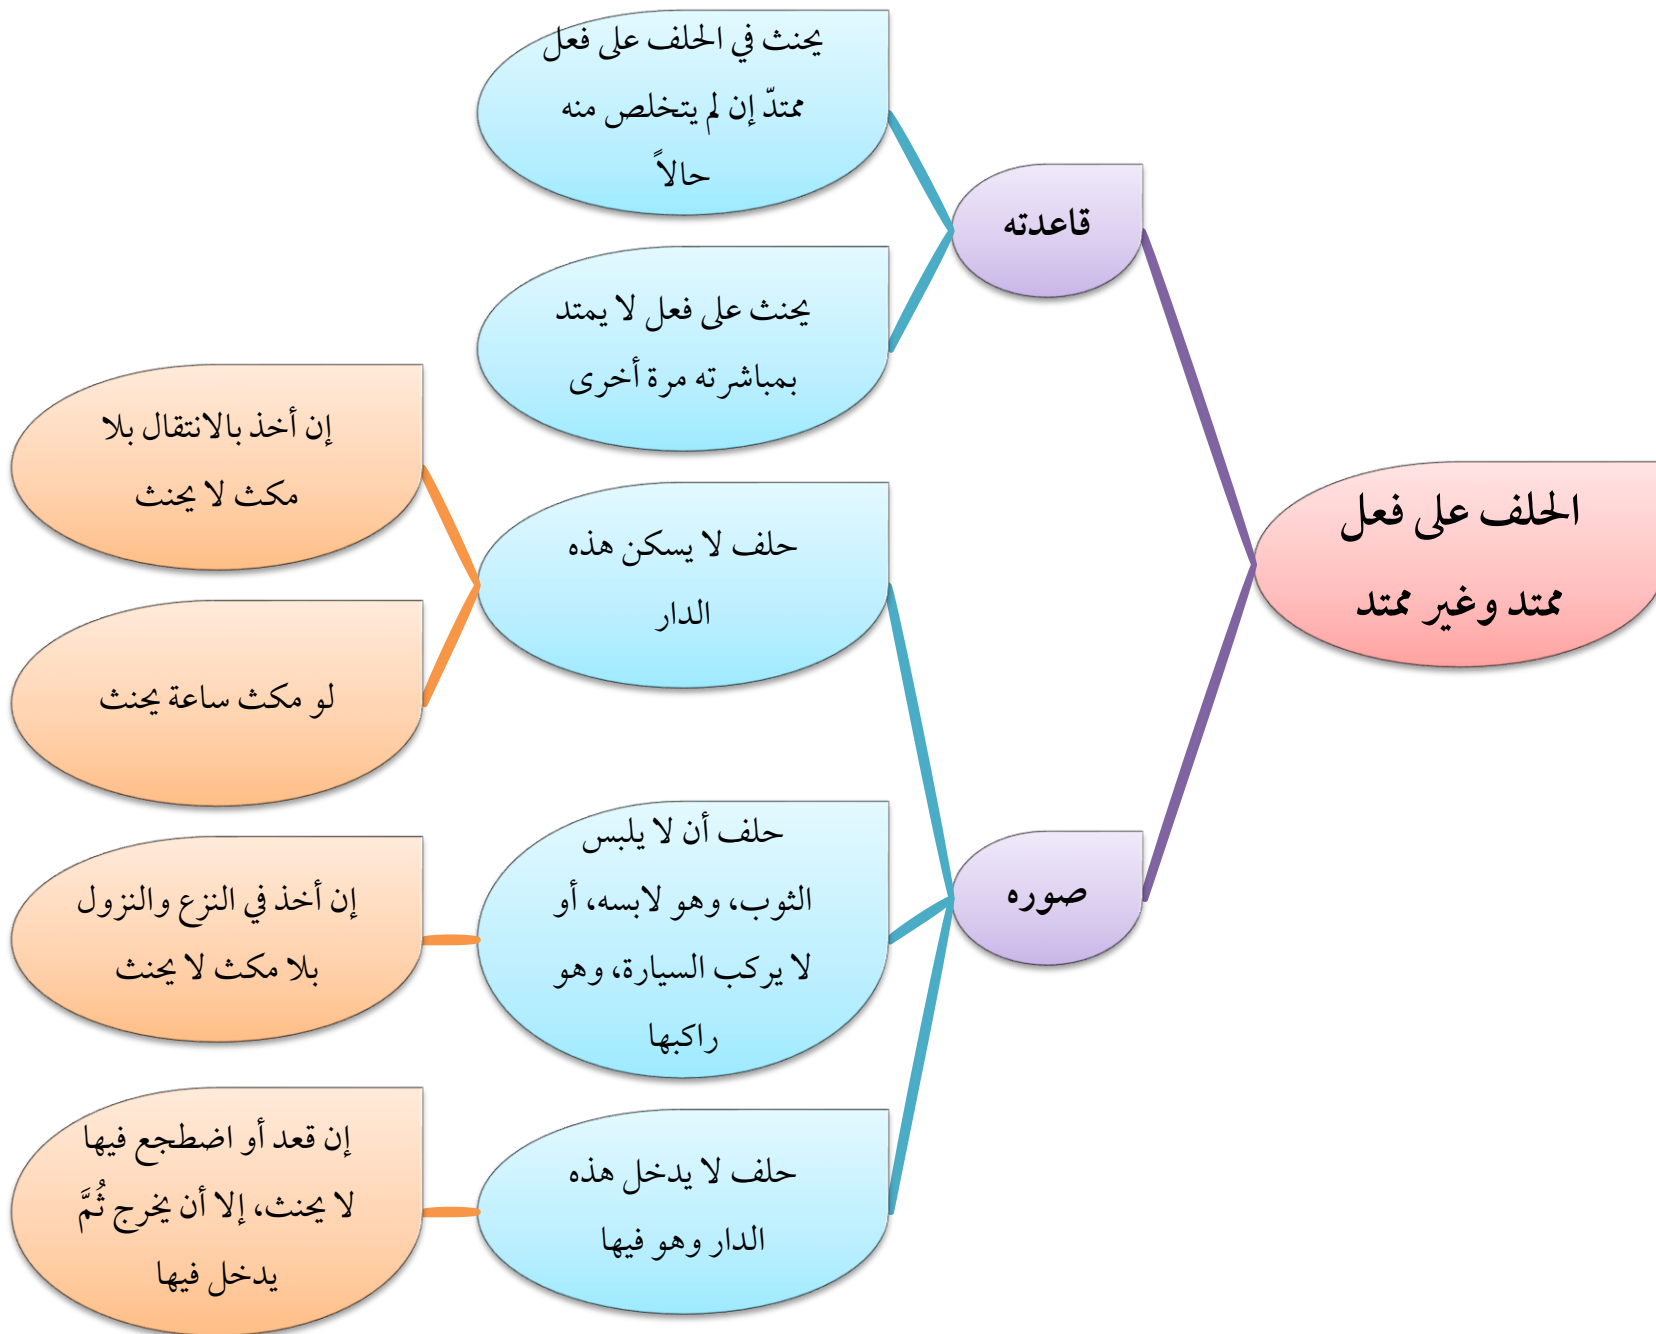 الحلف على فعل
ممتد وغير ممتد
قاعدته
يحنث في الحلف على فعل
ممتدّ إن لم يتخلص منه
حالاً
يحنث على فعل لا يمتد
بمباشرته مرة أخرى
صوره
حلف لا يسكن هذه
الدار
إن أخذ بالانتقال بلا
مكث لا يحنث
لو مكث ساعة يحنث
حلف أن لا يلبس
الثوب، وهو لابسه، أو
لا يركب السيارة، وهو
راكبها
إن أخذ في النزع والنزول
بلا مكث لا يحنث
حلف لا يدخل هذه
الدار وهو فيها
إن قعد أو اضطجع فيها
لا يحنث، إلا أن يخرج ثُمَّ
يدخل فيها